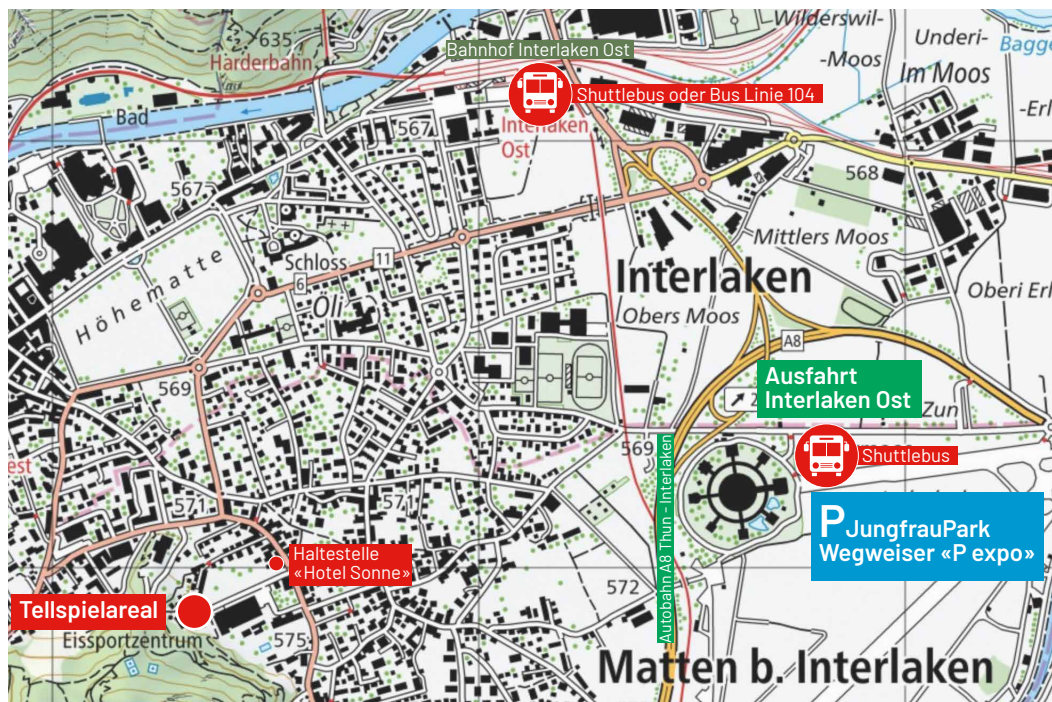 635
Harderbahn
Bahnhof Interlaken Ost
Wilderswil-
-Moos
Underi-
Im Moos
-Erl
Bad
Shuttlebus oder Bus Linie 104
567
Interlaken
Ost
567
568
Höhematte
Schloss
11
6
Öli
Mittlers Moos
Interlaken
Obers Moos
Oberi Erl
A8
569
Ausfahrt
Interlaken Ost
Zun
569
Shuttlebus
Autobahn A8 Thun - Interlaken
P JungfrauPark
Wegweiser «P expo»
571
571
Haltestelle
«Hotel Sonne»
572
Tellspielareal
Eissportzentrum
575
Matten b. Interlaken